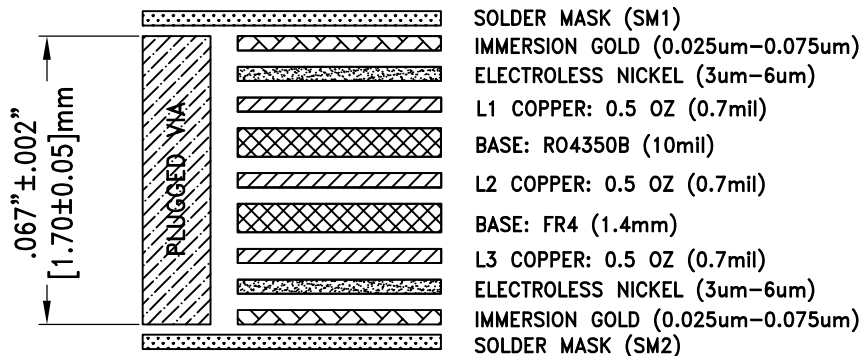 SOLDER MASK (SM1)
IMMERSION GOLD (0.025um-0.075um)
ELECTROLESS NICKEL (3um-6um)
L1 COPPER: 0.5 OZ (0.7mil)
BASE: RO4350B (10mil)
L2 COPPER: 0.5 OZ (0.7mil)
BASE: FR4 (1.4mm)
L3 COPPER: 0.5 OZ (0.7mil)
ELECTROLESS NICKEL (3um-6um)
IMMERSION GOLD (0.025um-0.075um)
SOLDER MASK (SM2)
PLUGGED VIA
.067"±.002"
[1.70±0.05]mm